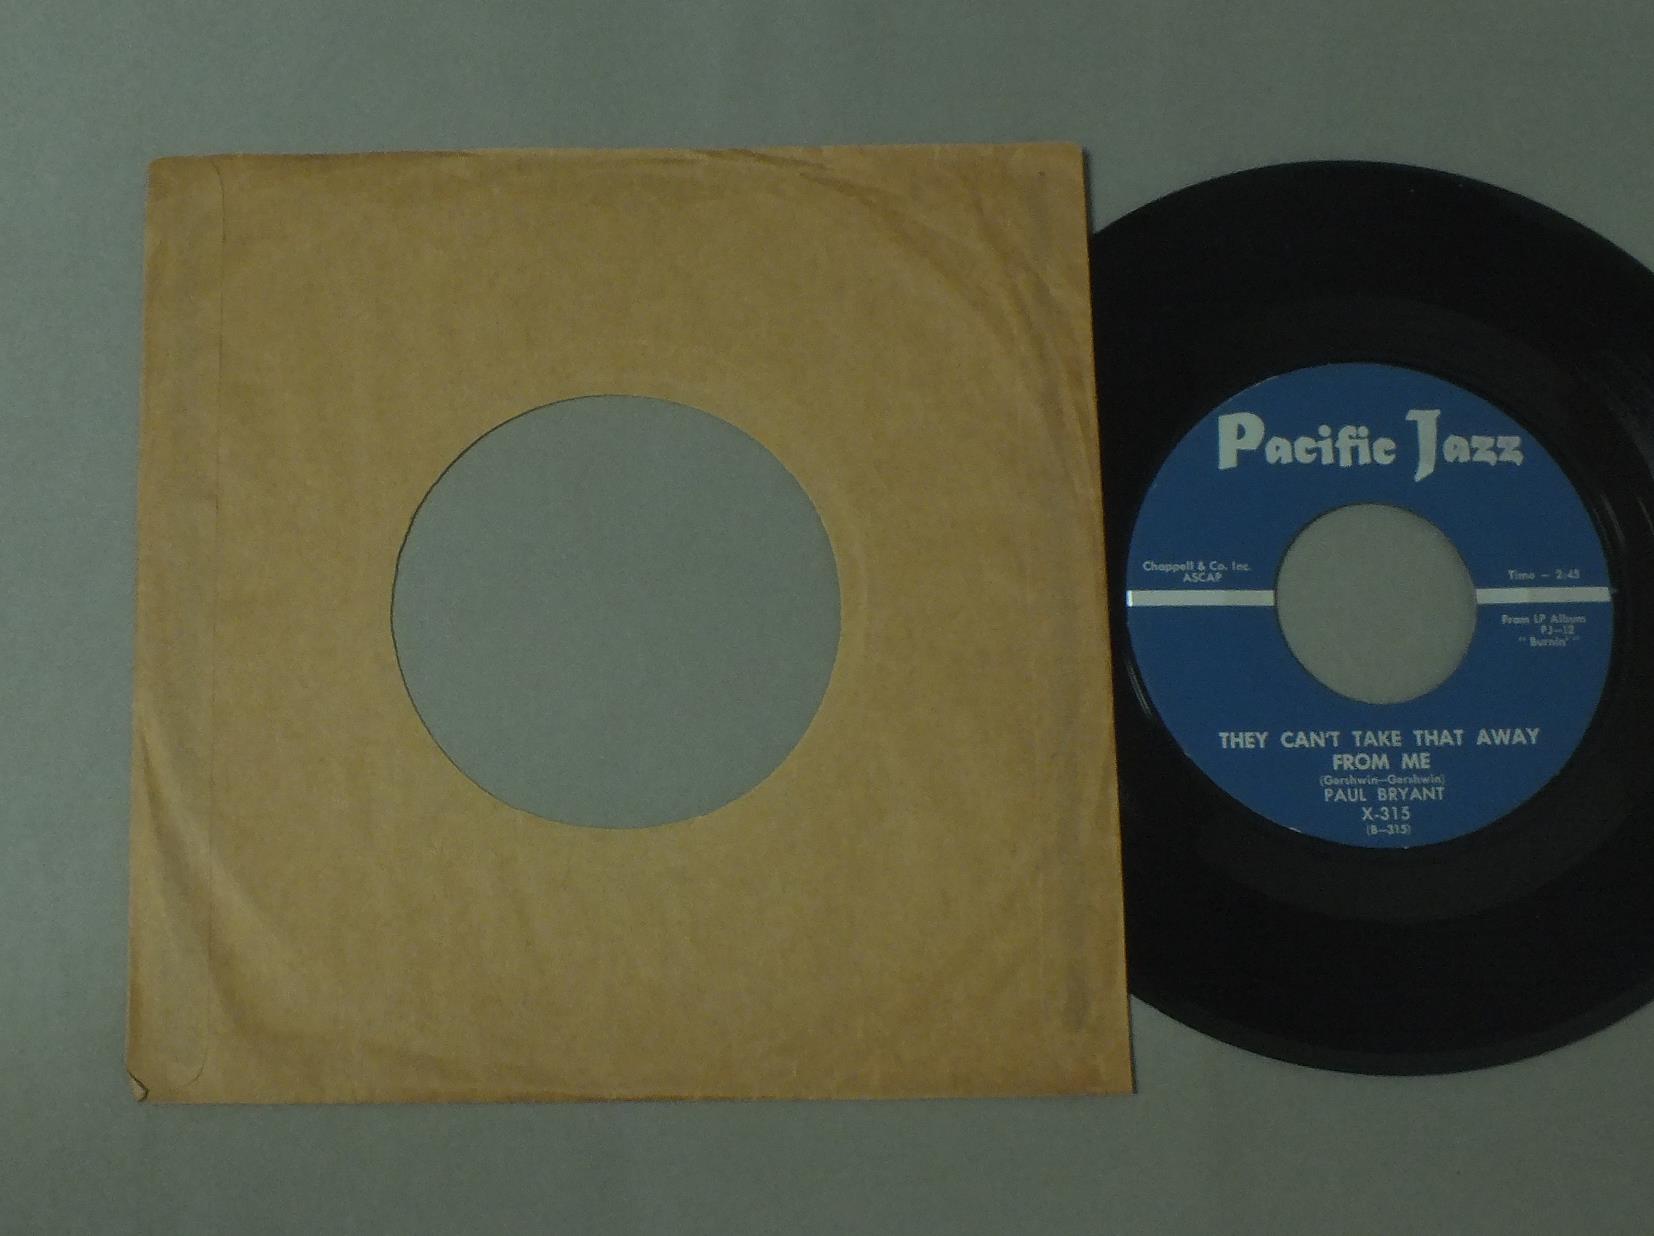 Pacific Jazz
Chappell & Co. Inc.
ASCAP
Time — 2:45
From LP Album
PJ—12
"Burnin'"
THEY CAN'T TAKE THAT AWAY
FROM ME
(Gershwin—Gershwin)
PAUL BRYANT
X-315
(B—315)